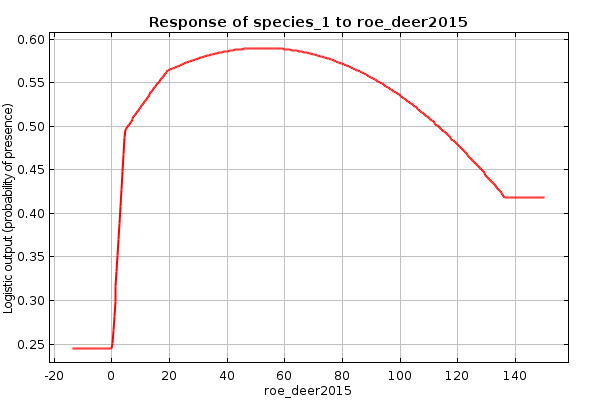 Response of species_1 to roe_deer2015
Logistic output (probability of presence)
0.60
0.55
0.50
0.45
0.40
0.35
0.30
0.25
-20 0 20 40 60 80 100 120 140
roe_deer2015